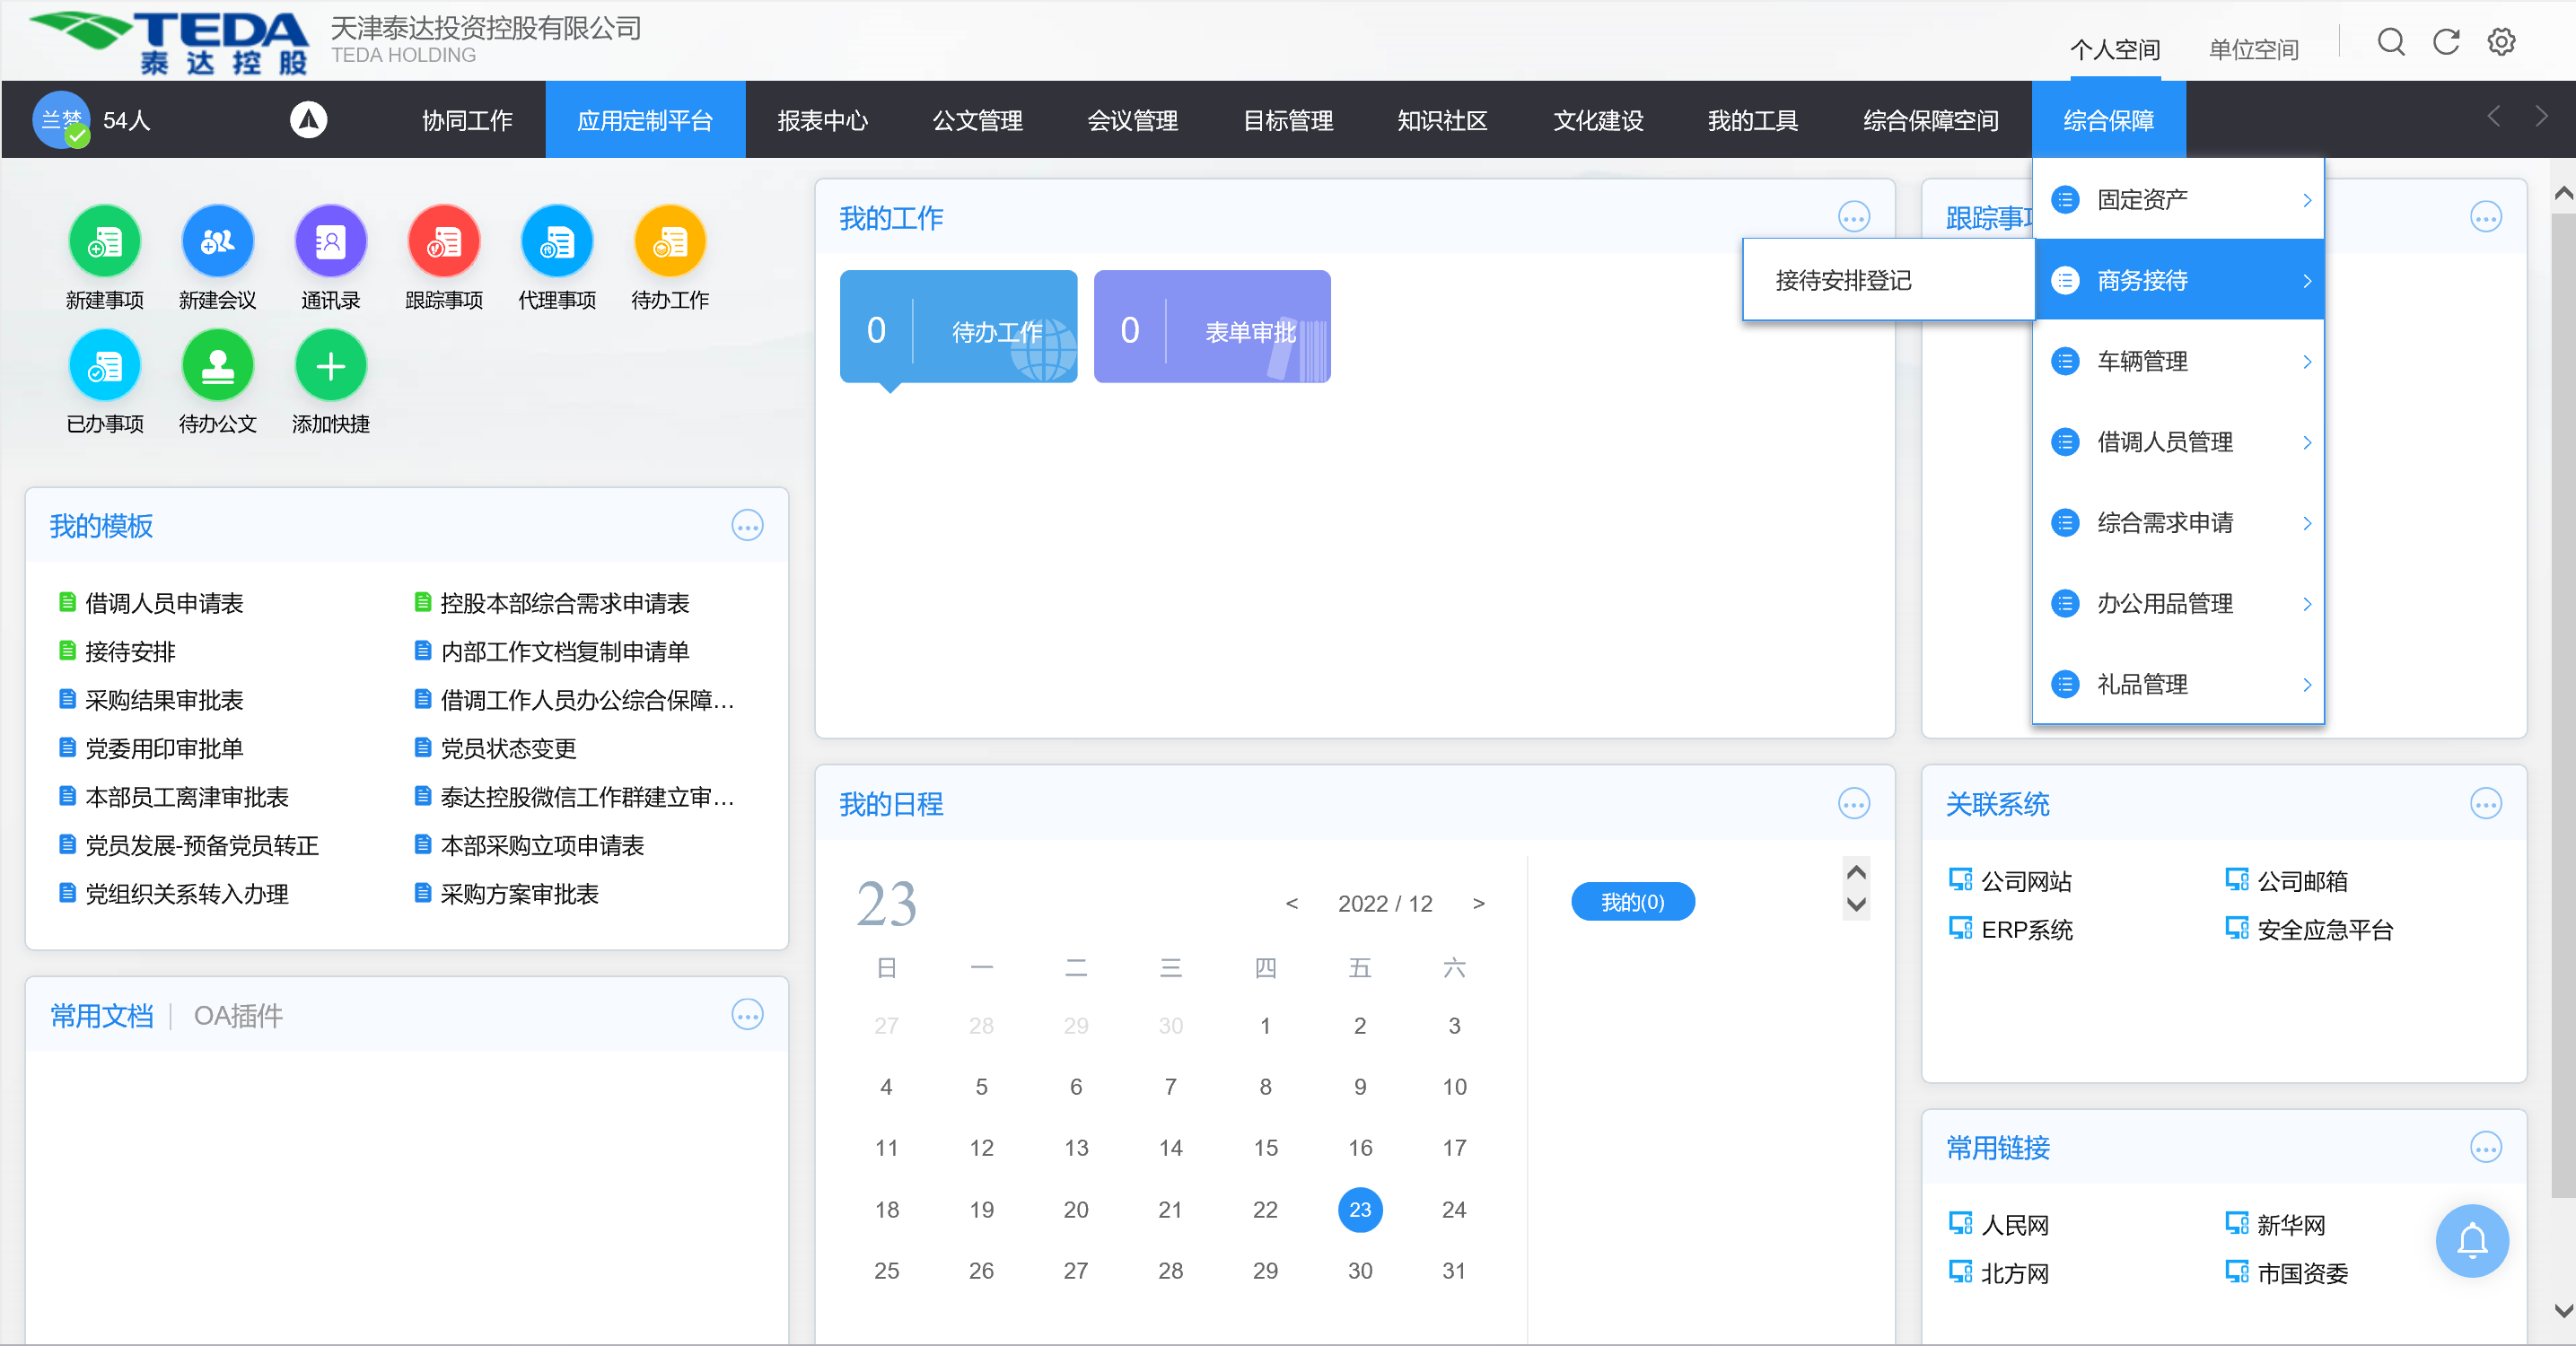 TEDA
泰达控股
天津泰达投资控股有限公司
TEDA HOLDING
个人空间
单位空间
兰梦
54人
协同工作
应用定制平台
报表中心
公文管理
会议管理
目标管理
知识社区
文化建设
我的工具
综合保障空间
综合保障
新建事项
新建会议
通讯录
跟踪事项
代理事项
待办工作
已办事项
待办公文
添加快捷
我的模板
借调人员申请表
控股本部综合需求申请表
接待安排
内部工作文档复制申请单
采购结果审批表
借调工作人员办公综合保障...
党委用印审批单
党员状态变更
本部员工离津审批表
泰达控股微信工作群建立审...
党员发展-预备党员转正
本部采购立项申请表
党组织关系转入办理
采购方案审批表
常用文档
OA插件
我的工作
0
待办工作
0
表单审批
跟踪事项
固定资产
接待安排登记
商务接待
车辆管理
借调人员管理
综合需求申请
办公用品管理
礼品管理
我的日程
23
< 2022 / 12 >
我的(0)
日 一 二 三 四 五 六
27 28 29 30 1 2 3
4 5 6 7 8 9 10
11 12 13 14 15 16 17
18 19 20 21 22 23 24
25 26 27 28 29 30 31
关联系统
公司网站
公司邮箱
ERP系统
安全应急平台
常用链接
人民网
新华网
北方网
市国资委